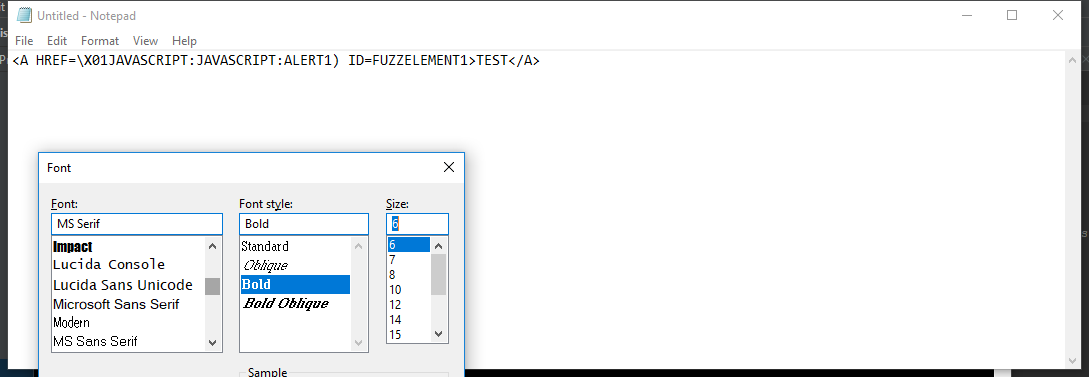 Untitled - Notepad
File Edit Format View Help
<A HREF=\X01JAVASCRIPT:JAVASCRIPT:ALERT1) ID=FUZZELEMENT1>TEST</A>
Font
Font: Font style: Size:
MS Serif Bold 6
Impact Standard 6
Lucida Console Oblique 7
Lucida Sans Unicode Bold 8
Microsoft Sans Serif Bold Oblique 10
Modern 12
MS Sans Serif 14
15
Sample